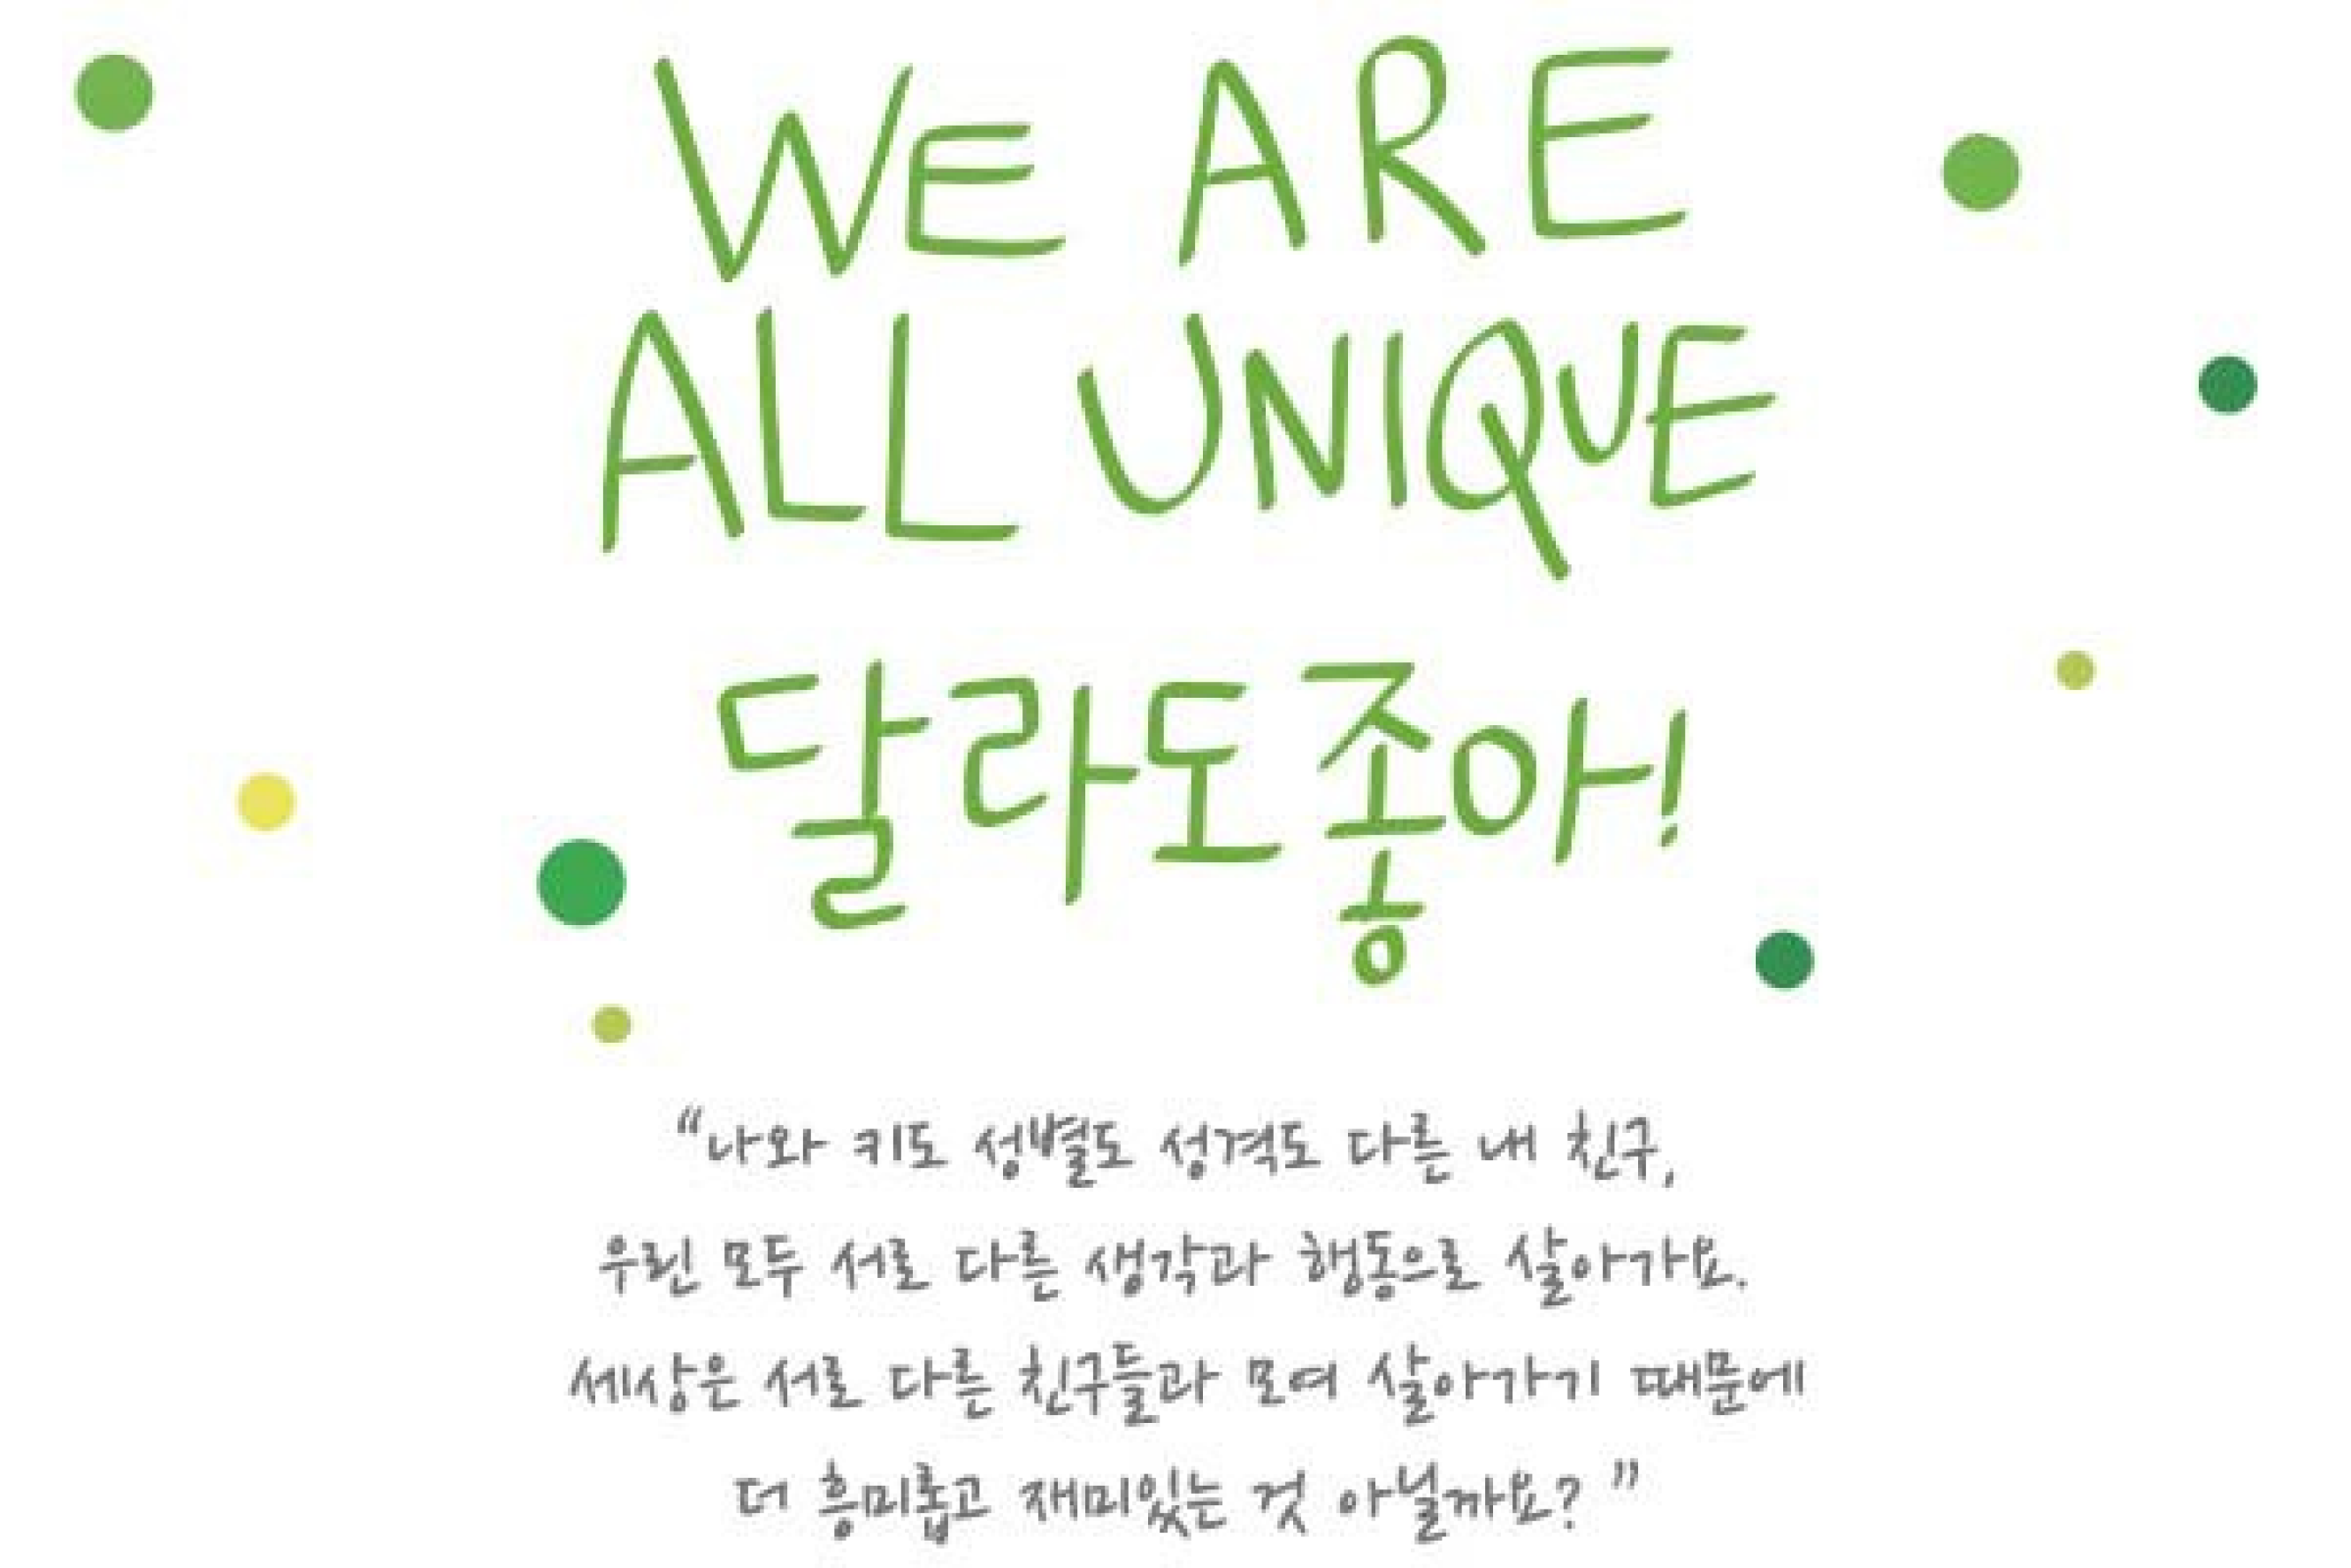 WE ARE
ALL UNIQUE
달라도 좋아!
“나와 키도 성별도 성격도 다른 내 친구,
우린 모두 서로 다른 생각과 행동으로 살아가요.
세상은 서로 다른 친구들과 모여 살아가기 때문에
더 흥미롭고 재미있는 것 아닐까요?”